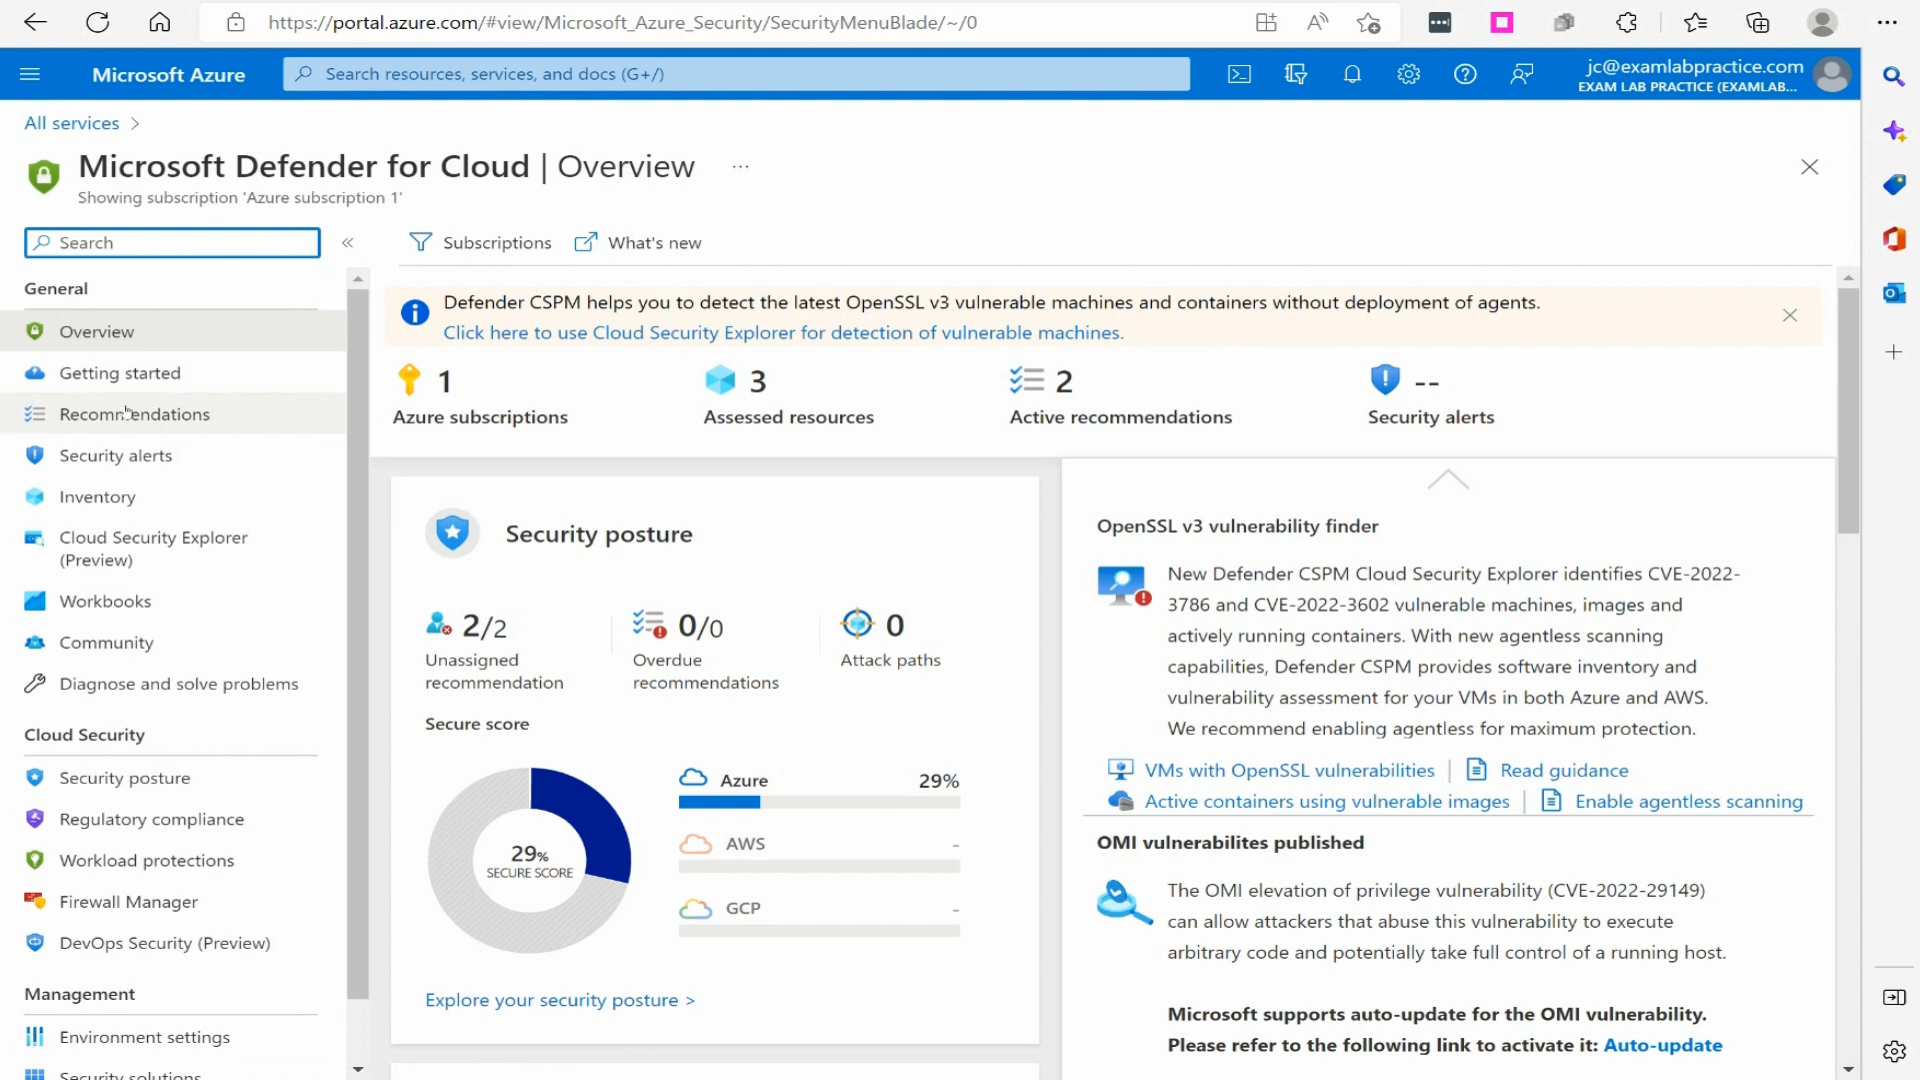 https://portal.azure.com/#view/Microsoft_Azure_Security/SecurityMenuBlade/~/0
Microsoft Azure
Search resources, services, and docs (G+/)
jc@examlabpractice.com
EXAM LAB PRACTICE (EXAMLAB...
All services >
Microsoft Defender for Cloud | Overview ...
Showing subscription 'Azure subscription 1'
Search «
Subscriptions
What's new
General
Overview
Getting started
Recommendations
Security alerts
Inventory
Cloud Security Explorer
(Preview)
Workbooks
Community
Diagnose and solve problems
Cloud Security
Security posture
Regulatory compliance
Workload protections
Firewall Manager
DevOps Security (Preview)
Management
Environment settings
Security solutions
Defender CSPM helps you to detect the latest OpenSSL v3 vulnerable machines and containers without deployment of agents.
Click here to use Cloud Security Explorer for detection of vulnerable machines.
1
Azure subscriptions
3
Assessed resources
2
Active recommendations
--
Security alerts
Security posture
2/2
Unassigned
recommendation
0/0
Overdue
recommendations
0
Attack paths
Secure score
29%
SECURE SCORE
Azure 29%
AWS -
GCP -
Explore your security posture >
OpenSSL v3 vulnerability finder
New Defender CSPM Cloud Security Explorer identifies CVE-2022-
3786 and CVE-2022-3602 vulnerable machines, images and
actively running containers. With new agentless scanning
capabilities, Defender CSPM provides software inventory and
vulnerability assessment for your VMs in both Azure and AWS.
We recommend enabling agentless for maximum protection.
VMs with OpenSSL vulnerabilities | Read guidance
Active containers using vulnerable images | Enable agentless scanning
OMI vulnerabilites published
The OMI elevation of privilege vulnerability (CVE-2022-29149)
can allow attackers that abuse this vulnerability to execute
arbitrary code and potentially take full control of a running host.
Microsoft supports auto-update for the OMI vulnerability.
Please refer to the following link to activate it: Auto-update